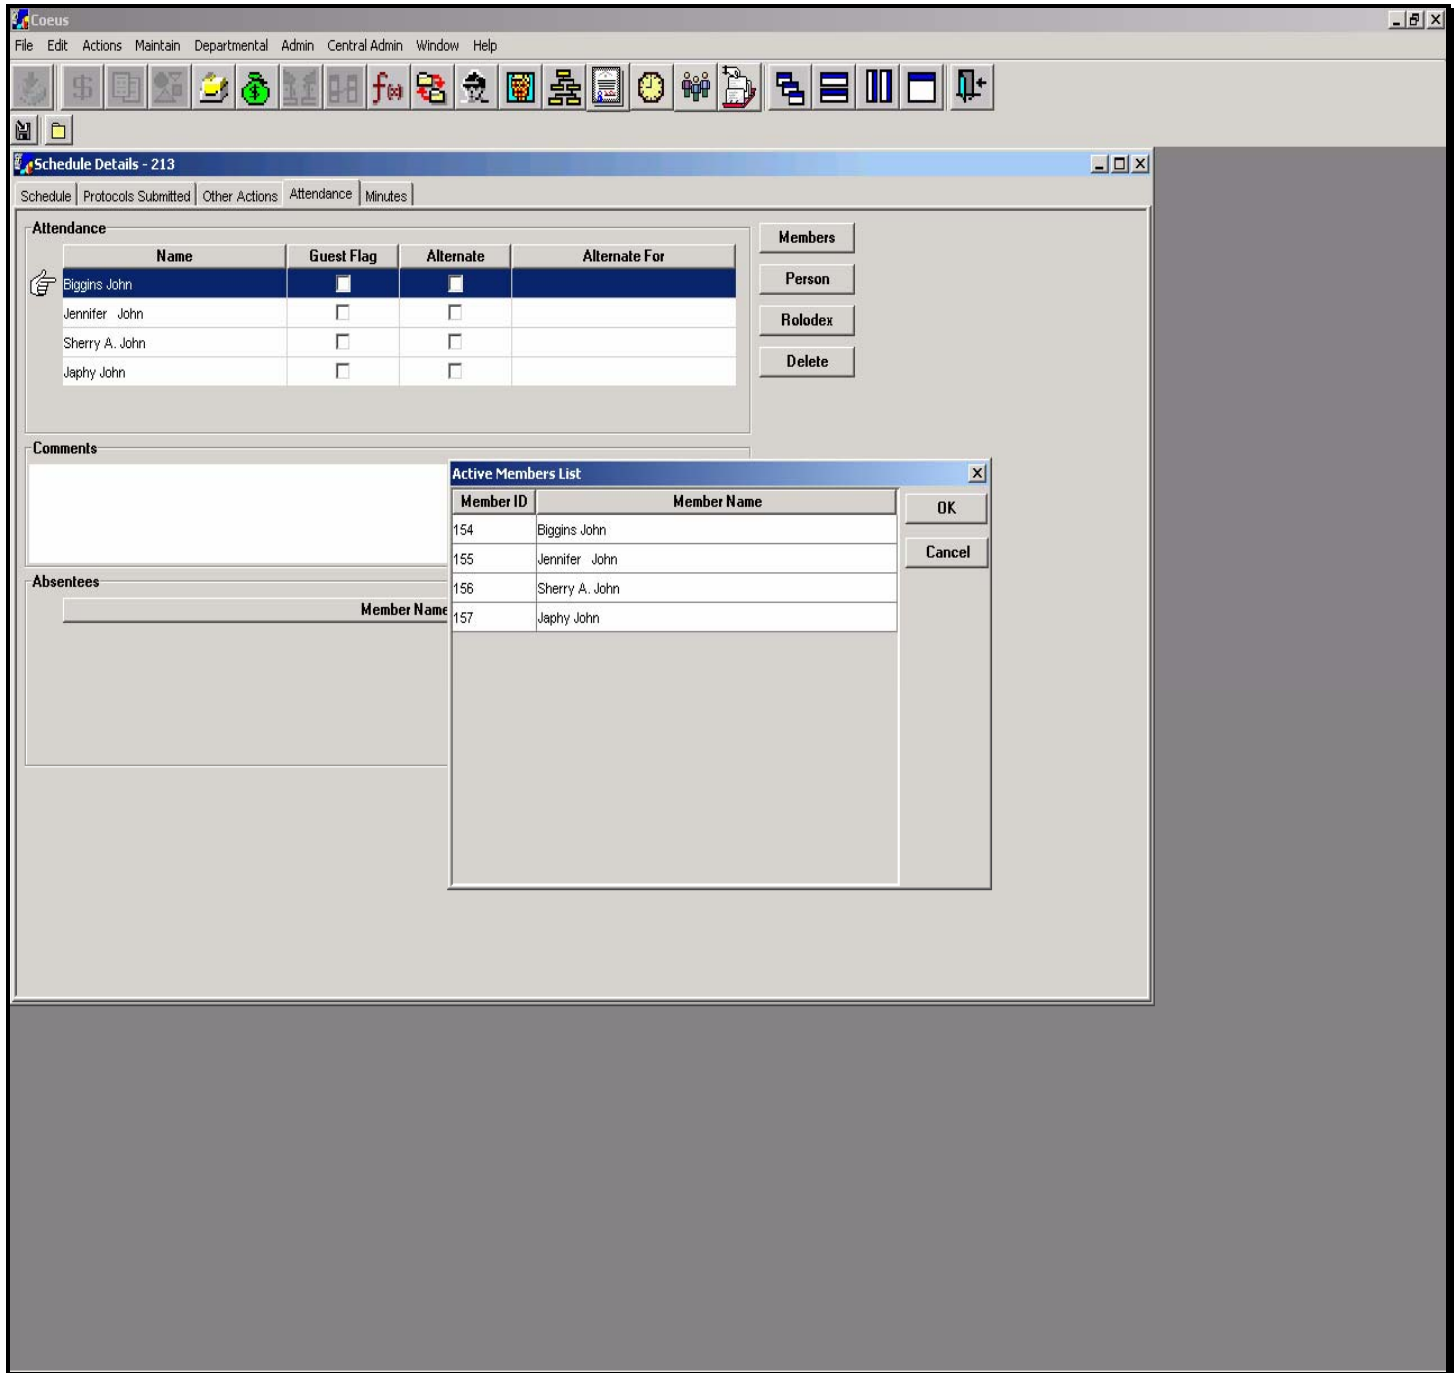 Coeus
File Edit Actions Maintain Departmental Admin Central Admin Window Help
$ $ f(x)
Schedule Details - 213
Schedule Protocols Submitted Other Actions Attendance Minutes
Attendance
Name Guest Flag Alternate Alternate For
Biggins John
Jennifer John
Sherry A. John
Japhy John
Members
Person
Rolodex
Delete
Comments
Absentees
Member Name
Active Members List
Member ID Member Name
154 Biggins John
155 Jennifer John
156 Sherry A. John
157 Japhy John
OK
Cancel